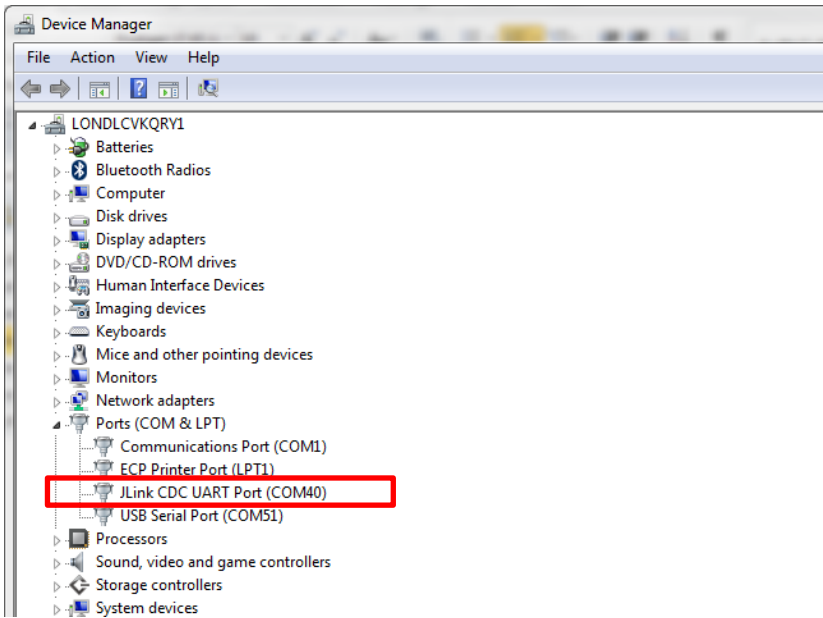 Device Manager
File Action View Help
LONDLCVKQRY1
Batteries
Bluetooth Radios
Computer
Disk drives
Display adapters
DVD/CD-ROM drives
Human Interface Devices
Imaging devices
Keyboards
Mice and other pointing devices
Monitors
Network adapters
Ports (COM & LPT)
Communications Port (COM1)
ECP Printer Port (LPT1)
JLink CDC UART Port (COM40)
USB Serial Port (COM51)
Processors
Sound, video and game controllers
Storage controllers
System devices